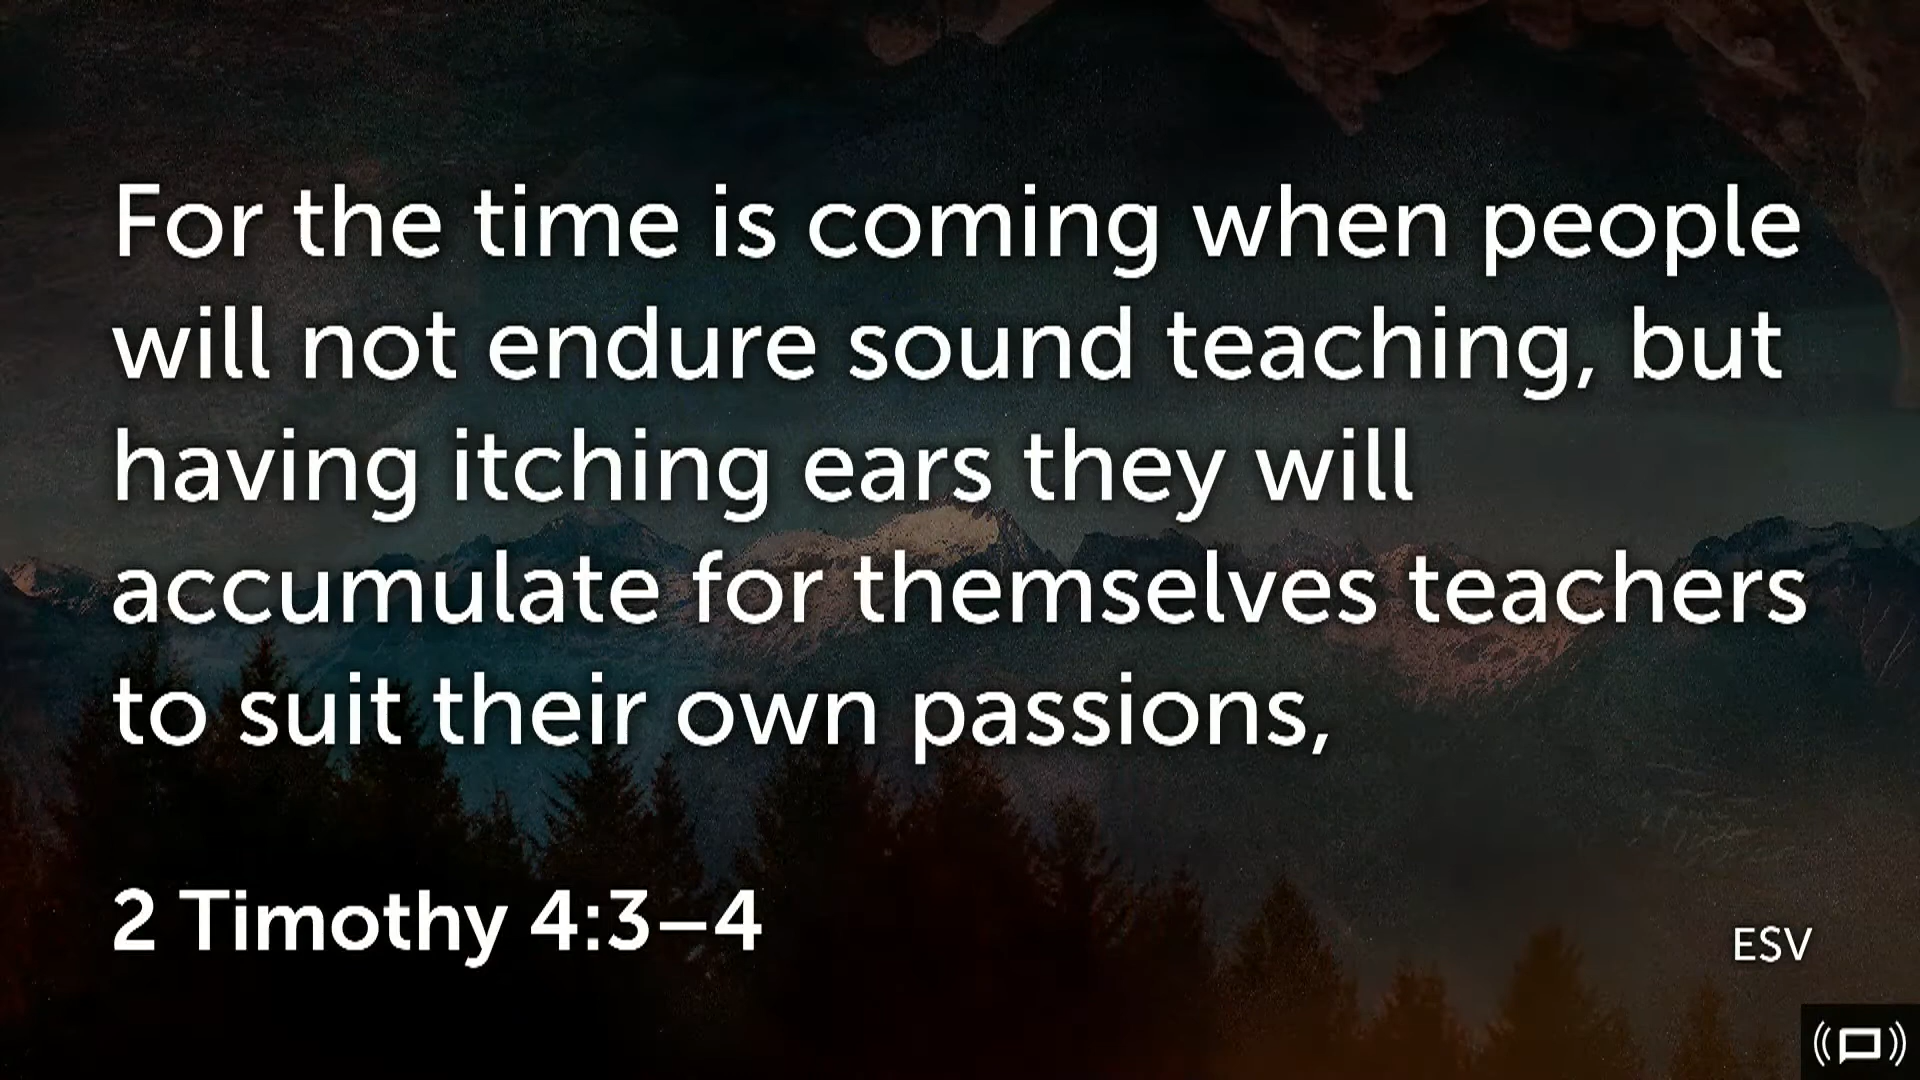 For the time is coming when people
will not endure sound teaching, but
having itching ears they will
accumulate for themselves teachers
to suit their own passions,
2 Timothy 4:3–4
ESV